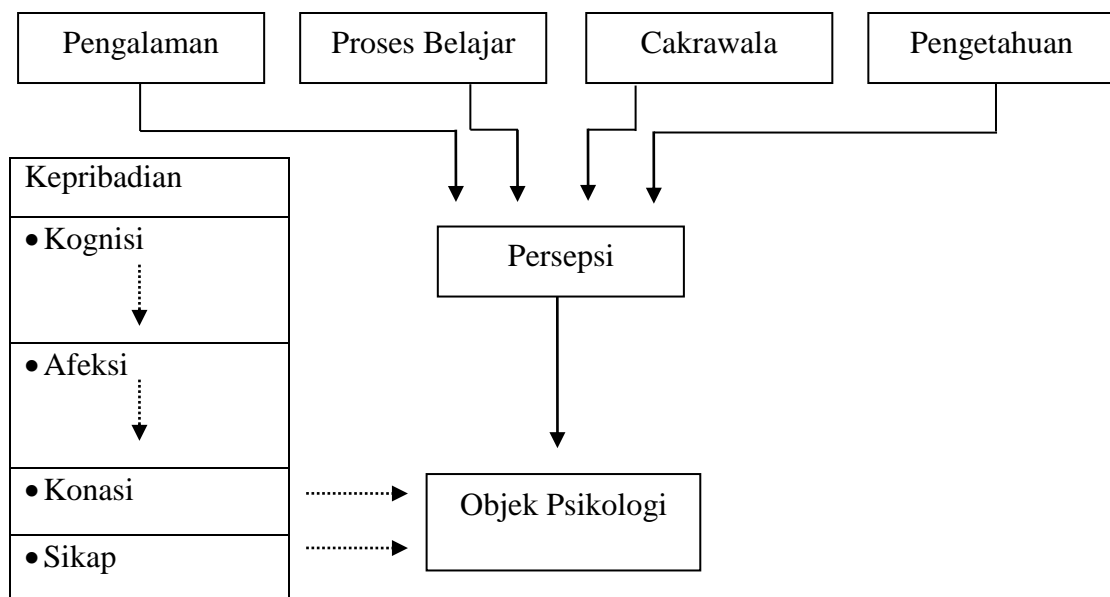 Pengalaman
Proses Belajar
Cakrawala
Pengetahuan
Kepribadian
• Kognisi
• Afeksi
• Konasi
• Sikap
Persepsi
Objek Psikologi